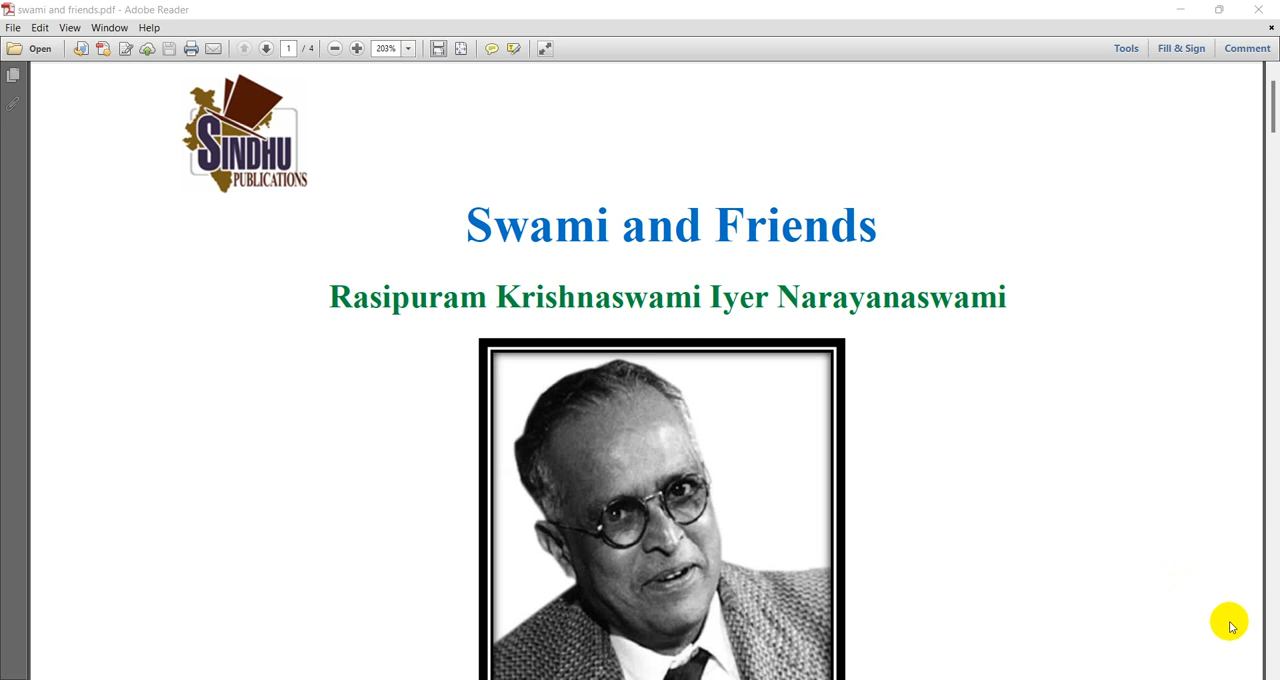 swami and friends.pdf - Adobe Reader
File Edit View Window Help
Open 1 / 4 203% Tools Fill & Sign Comment
SINDHU
PUBLICATIONS
Swami and Friends
Rasipuram Krishnaswami Iyer Narayanaswami